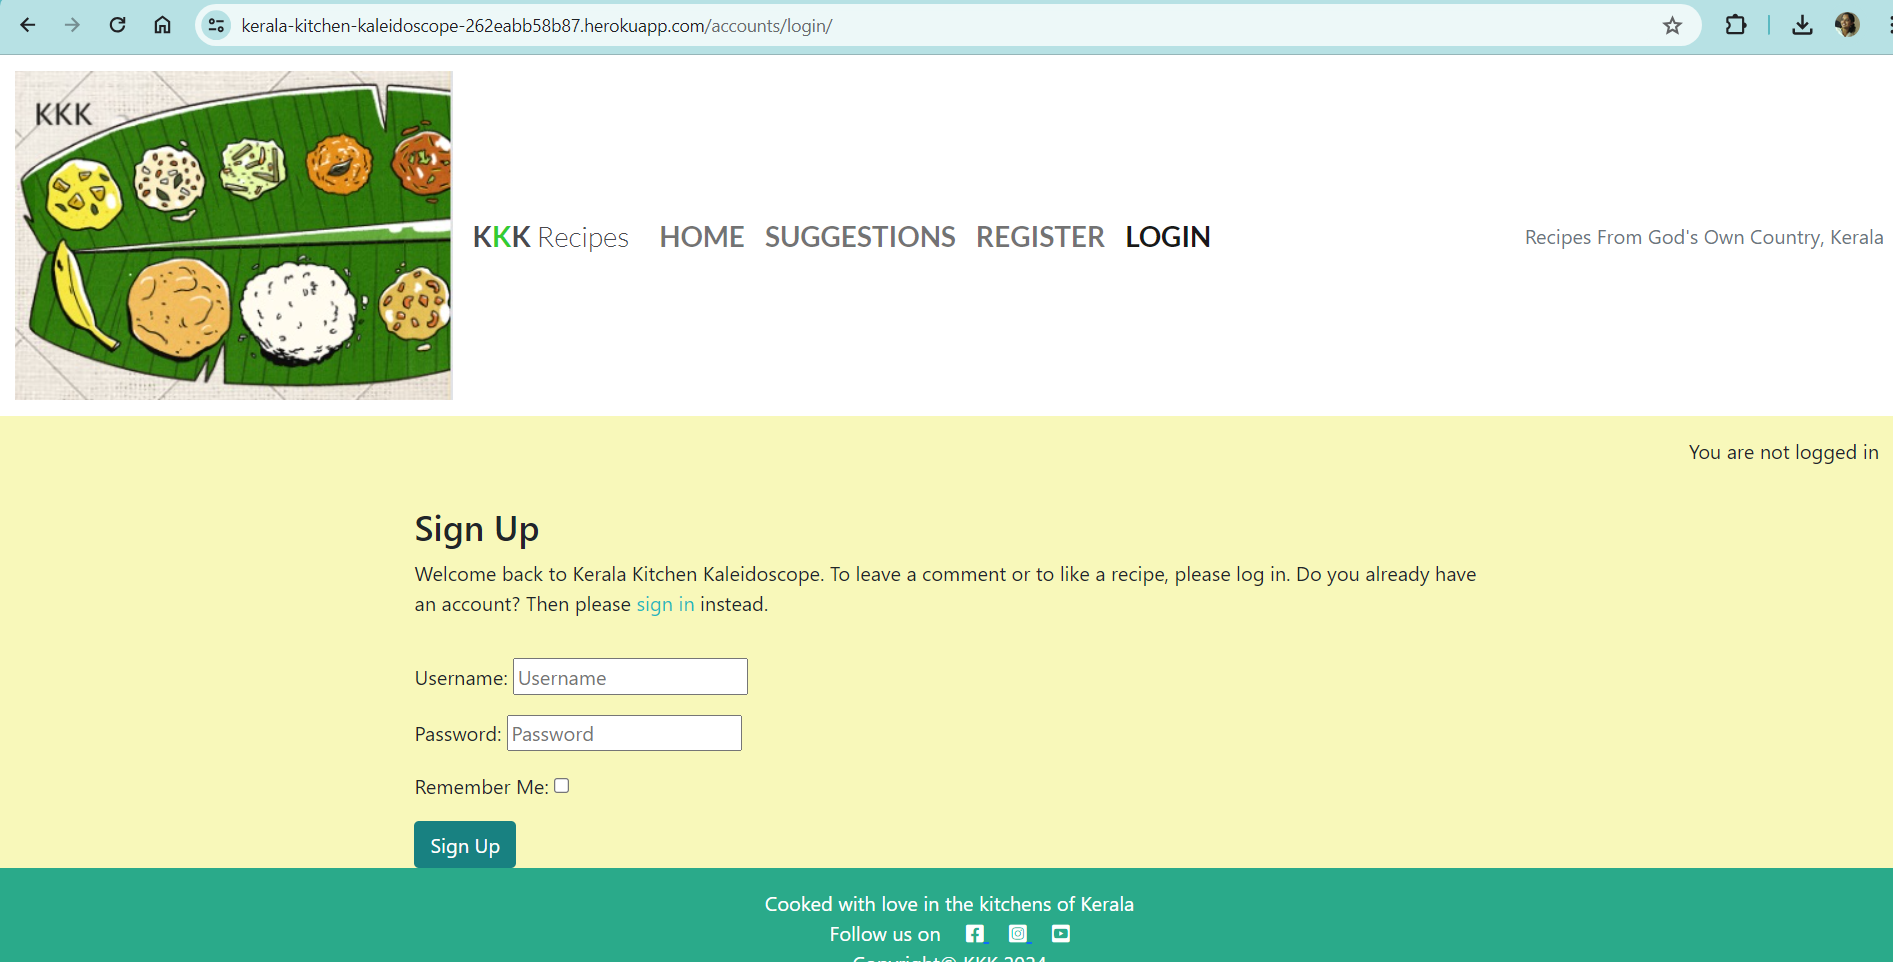 kerala-kitchen-kaleidoscope-262eabb58b87.herokuapp.com/accounts/login/
KKK
KKK Recipes HOME SUGGESTIONS REGISTER LOGIN Recipes From God's Own Country, Kerala
You are not logged in
Sign Up
Welcome back to Kerala Kitchen Kaleidoscope. To leave a comment or to like a recipe, please log in. Do you already have
an account? Then please sign in instead.
Username: Username
Password: Password
Remember Me:
Sign Up
Cooked with love in the kitchens of Kerala
Follow us on
Copyright© KKK 2024